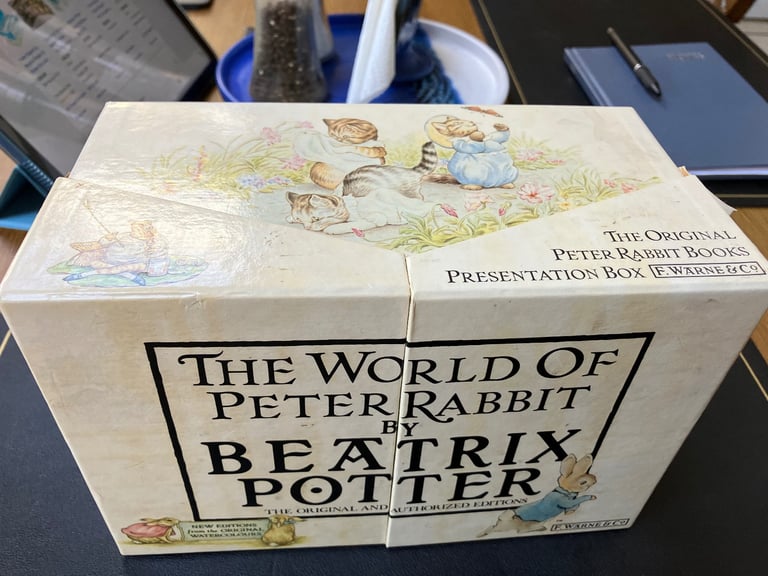 THE ORIGINAL
PETER RABBIT BOOKS
PRESENTATION BOX F. WARNE & Co
THE WORLD OF
PETER RABBIT
BY
BEATRIX
POTTER
THE ORIGINAL AND AUTHORIZED EDITIONS
NEW EDITIONS
from the ORIGINAL
WATERCOLOURS
F. WARNE & Co